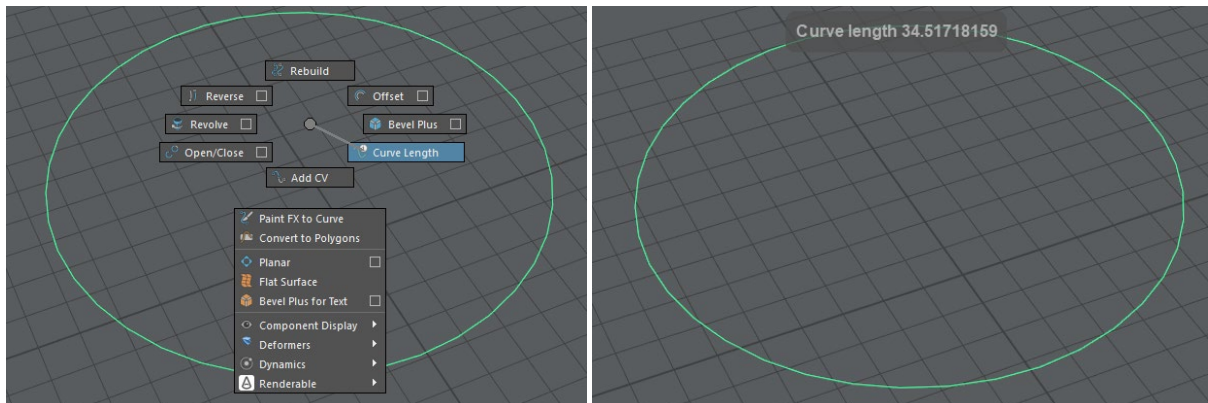 Rebuild
Reverse
Offset
Revolve
Bevel Plus
Open/Close
Curve Length
Add CV
Paint FX to Curve
Convert to Polygons
Planar
Flat Surface
Bevel Plus for Text
Component Display
Deformers
Dynamics
Renderable
Curve length 34.51718159